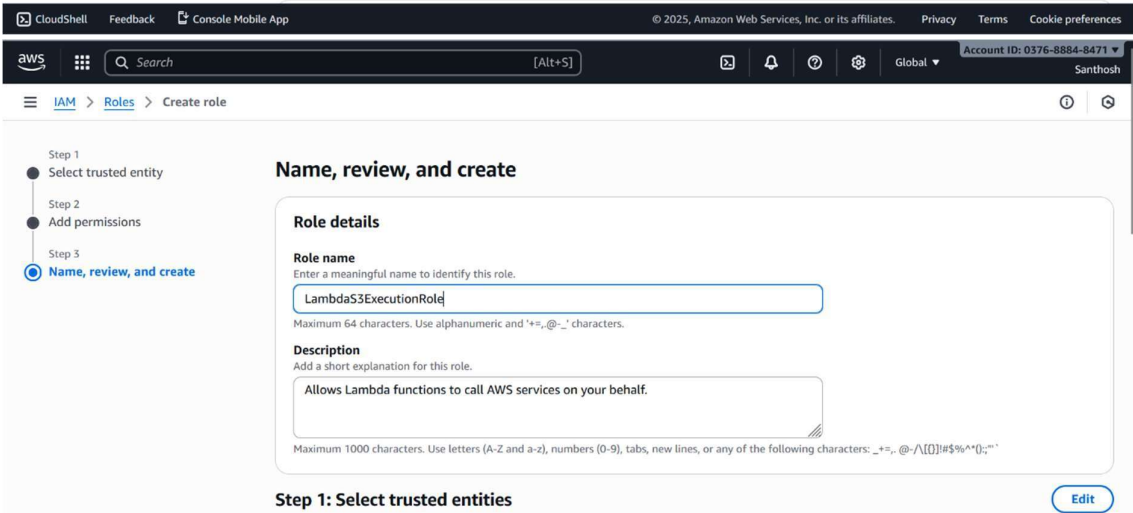 CloudShell Feedback Console Mobile App © 2025, Amazon Web Services, Inc. or its affiliates. Privacy Terms Cookie preferences
aws Search [Alt+S] Global ▼ Account ID: 0376-8884-8471 ▼
Santhosh
IAM > Roles > Create role
Step 1
Select trusted entity
Step 2
Add permissions
Step 3
Name, review, and create
Name, review, and create
Role details
Role name
Enter a meaningful name to identify this role.
LambdaS3ExecutionRole
Maximum 64 characters. Use alphanumeric and '+=,.@-_' characters.
Description
Add a short explanation for this role.
Allows Lambda functions to call AWS services on your behalf.
Maximum 1000 characters. Use letters (A-Z and a-z), numbers (0-9), tabs, new lines, or any of the following characters: _+=,. @-/\[{}]!#$%^*();:"'`
Step 1: Select trusted entities
Edit